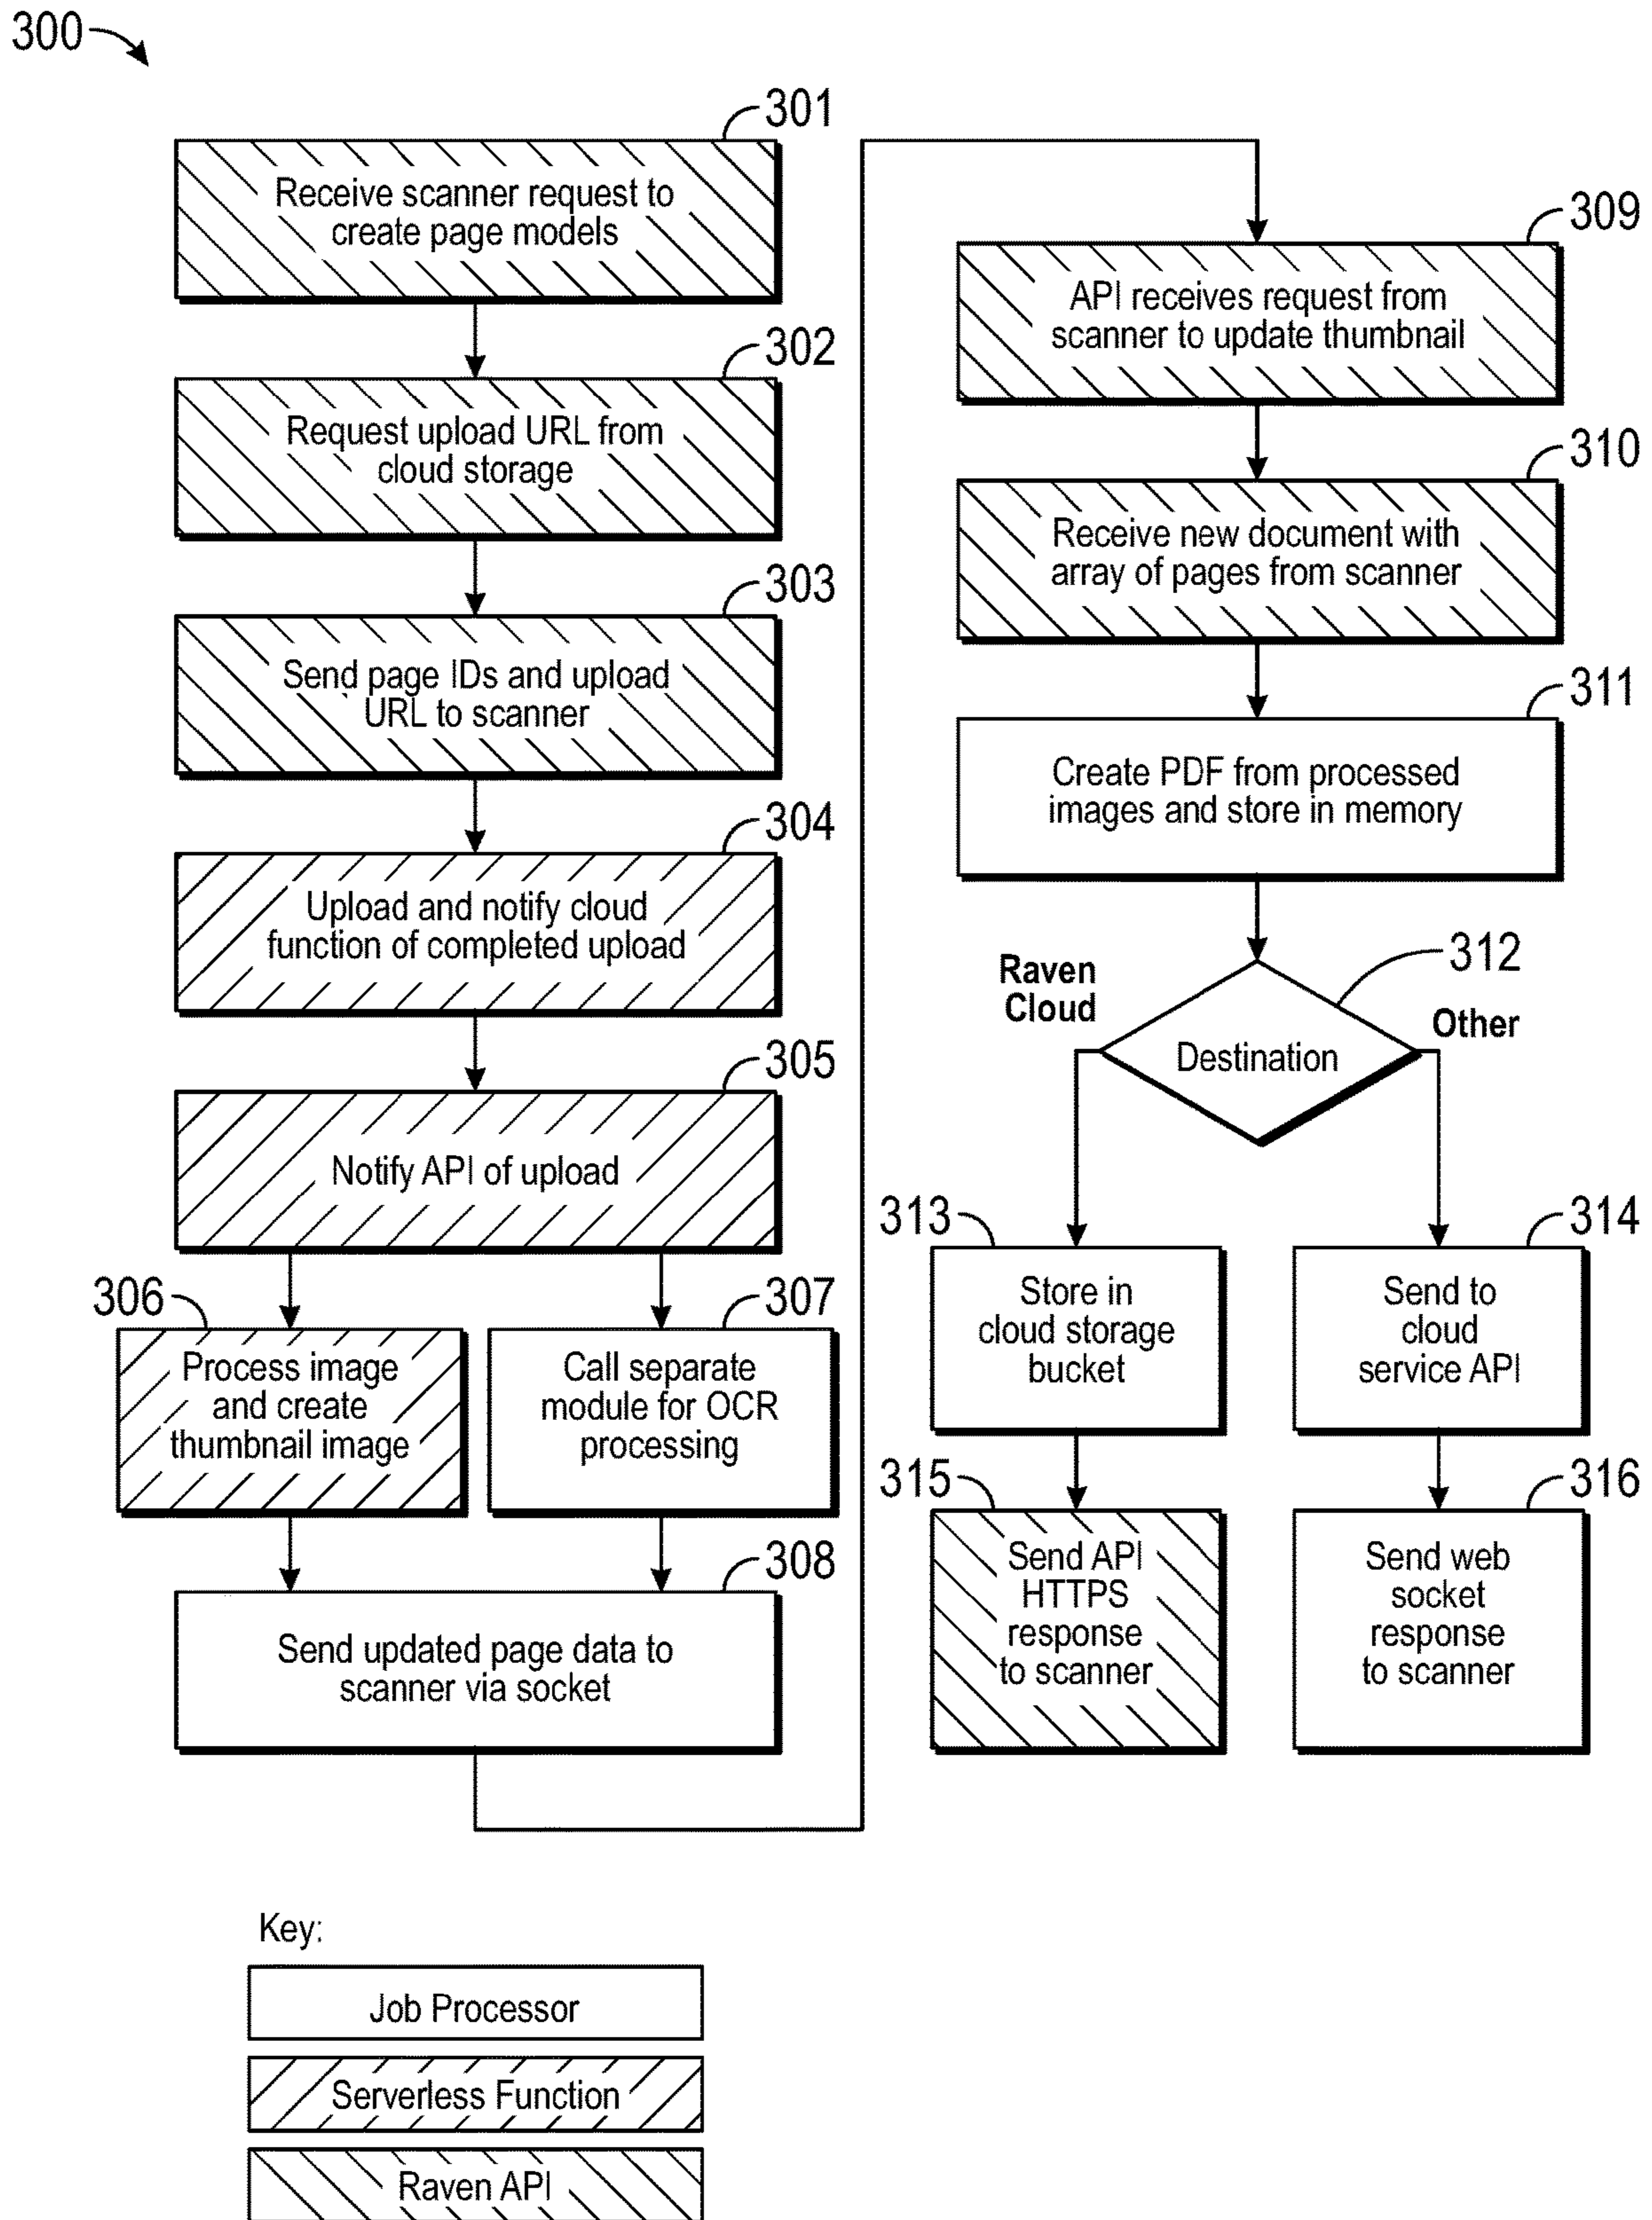 300
301
Receive scanner request to
create page models
302
Request upload URL from
cloud storage
303
Send page IDs and upload
URL to scanner
304
Upload and notify cloud
function of completed upload
305
Notify API of upload
306
Process image
and create
thumbnail image
307
Call separate
module for OCR
processing
308
Send updated page data to
scanner via socket
309
API receives request from
scanner to update thumbnail
310
Receive new document with
array of pages from scanner
311
Create PDF from processed
images and store in memory
312
Raven
Cloud
Destination
Other
313
Store in
cloud storage
bucket
314
Send to
cloud
service API
315
Send API
HTTPS
response
to scanner
316
Send web
socket
response
to scanner
Key:
Job Processor
Serverless Function
Raven API